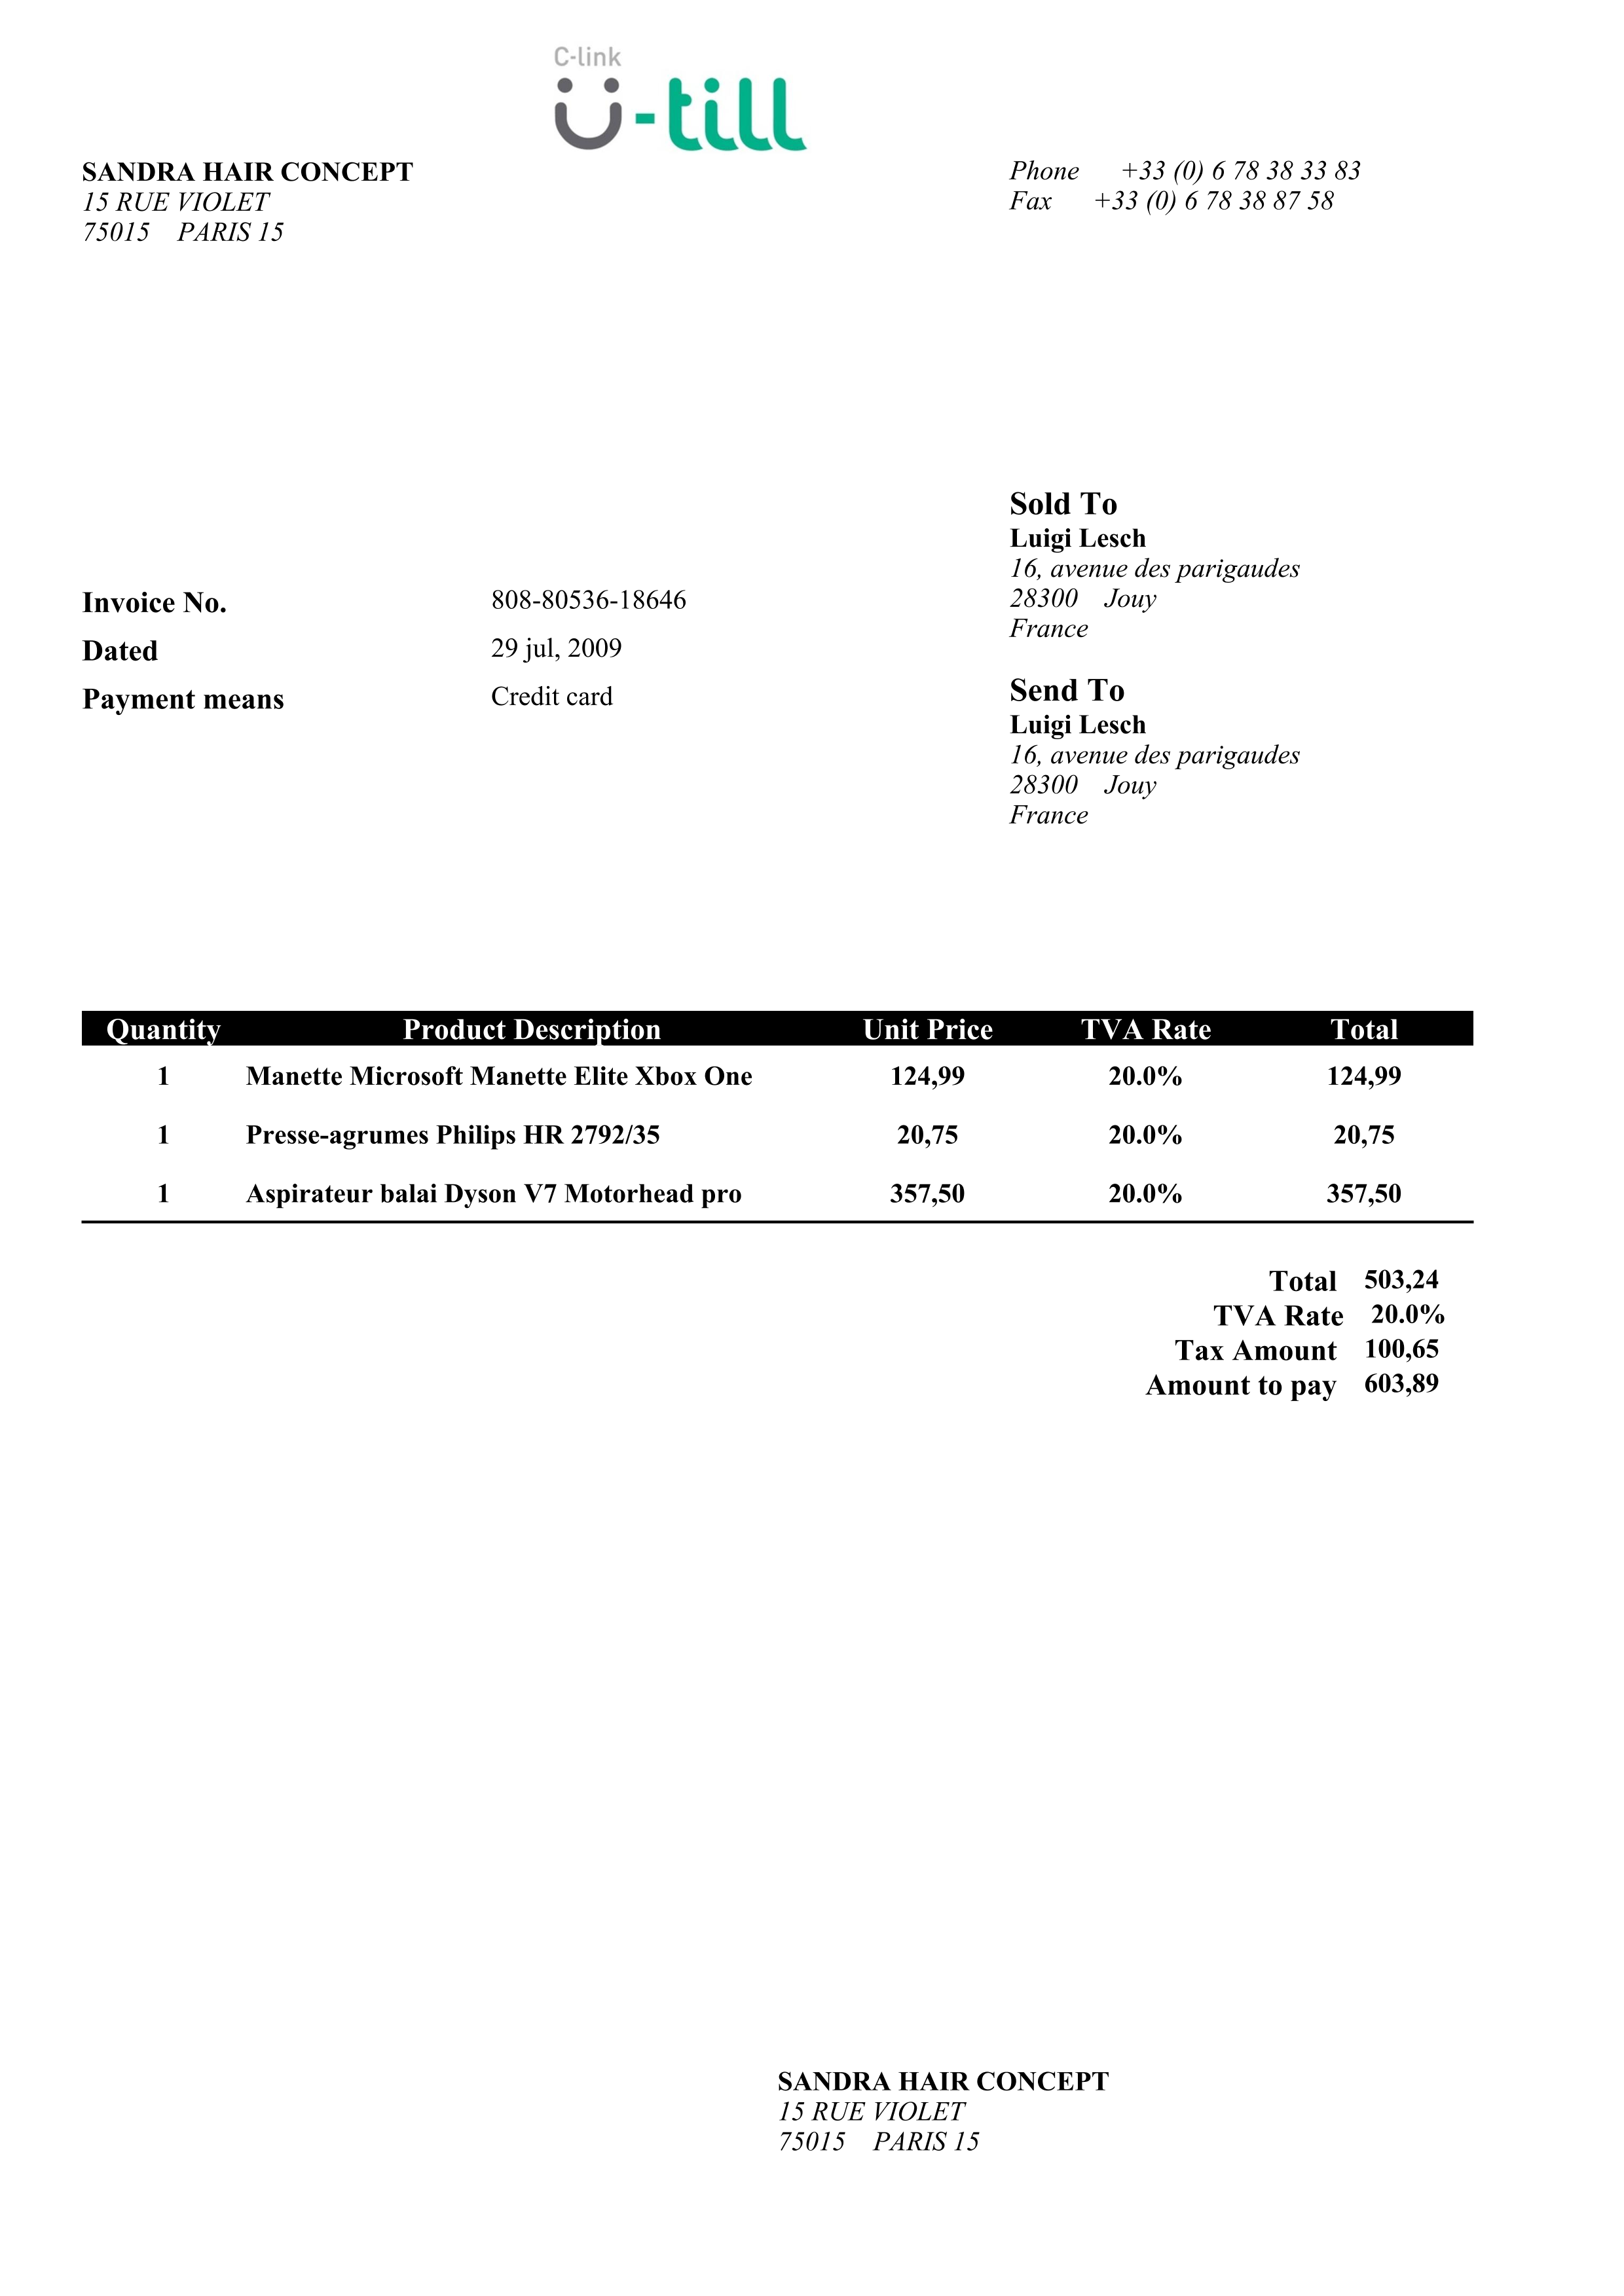 C-link
ü-till
SANDRA HAIR CONCEPT
15 RUE VIOLET
75015 PARIS 15
Phone +33 (0) 6 78 38 33 83
Fax +33 (0) 6 78 38 87 58
Sold To
Luigi Lesch
16, avenue des parigaudes
28300 Jouy
France
Invoice No. 808-80536-18646
Dated 29 jul, 2009
Payment means Credit card
Send To
Luigi Lesch
16, avenue des parigaudes
28300 Jouy
France
Quantity Product Description Unit Price TVA Rate Total
1 Manette Microsoft Manette Elite Xbox One 124,99 20.0% 124,99
1 Presse-agrumes Philips HR 2792/35 20,75 20.0% 20,75
1 Aspirateur balai Dyson V7 Motorhead pro 357,50 20.0% 357,50
Total 503,24
TVA Rate 20.0%
Tax Amount 100,65
Amount to pay 603,89
SANDRA HAIR CONCEPT
15 RUE VIOLET
75015 PARIS 15